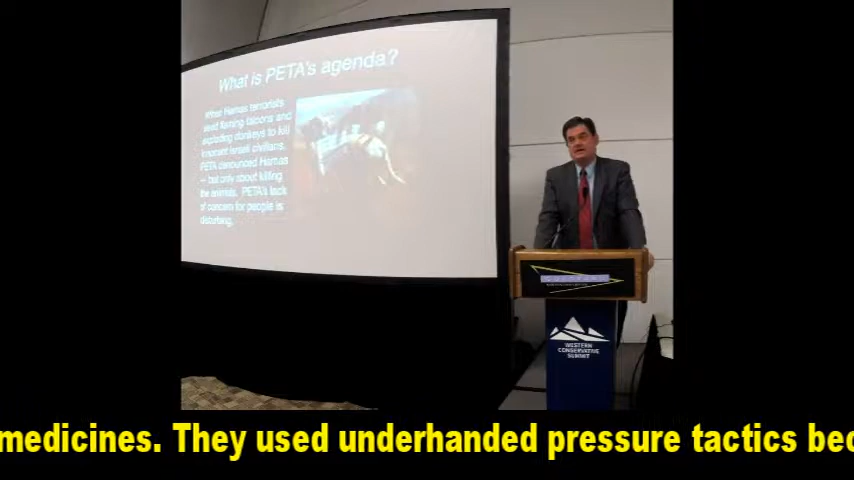 What is PETA's agenda?
When Hamas terrorists
used flaming falcons and
exploding donkeys to kill
innocent Israeli civilians,
PETA denounced Hamas
– but only about killing
the animals. PETA's lack
of concern for people is
disturbing.
WESTERN
CONSERVATIVE
SUMMIT
medicines. They used underhanded pressure tactics bec